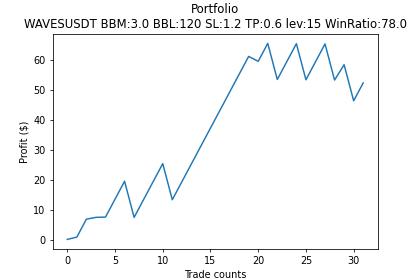 Portfolio
WAVESUSDT BBM:3.0 BBL:120 SL:1.2 TP:0.6 lev:15 WinRatio:78.0
Profit ($)
60
50
40
30
20
10
0
0 5 10 15 20 25 30
Trade counts